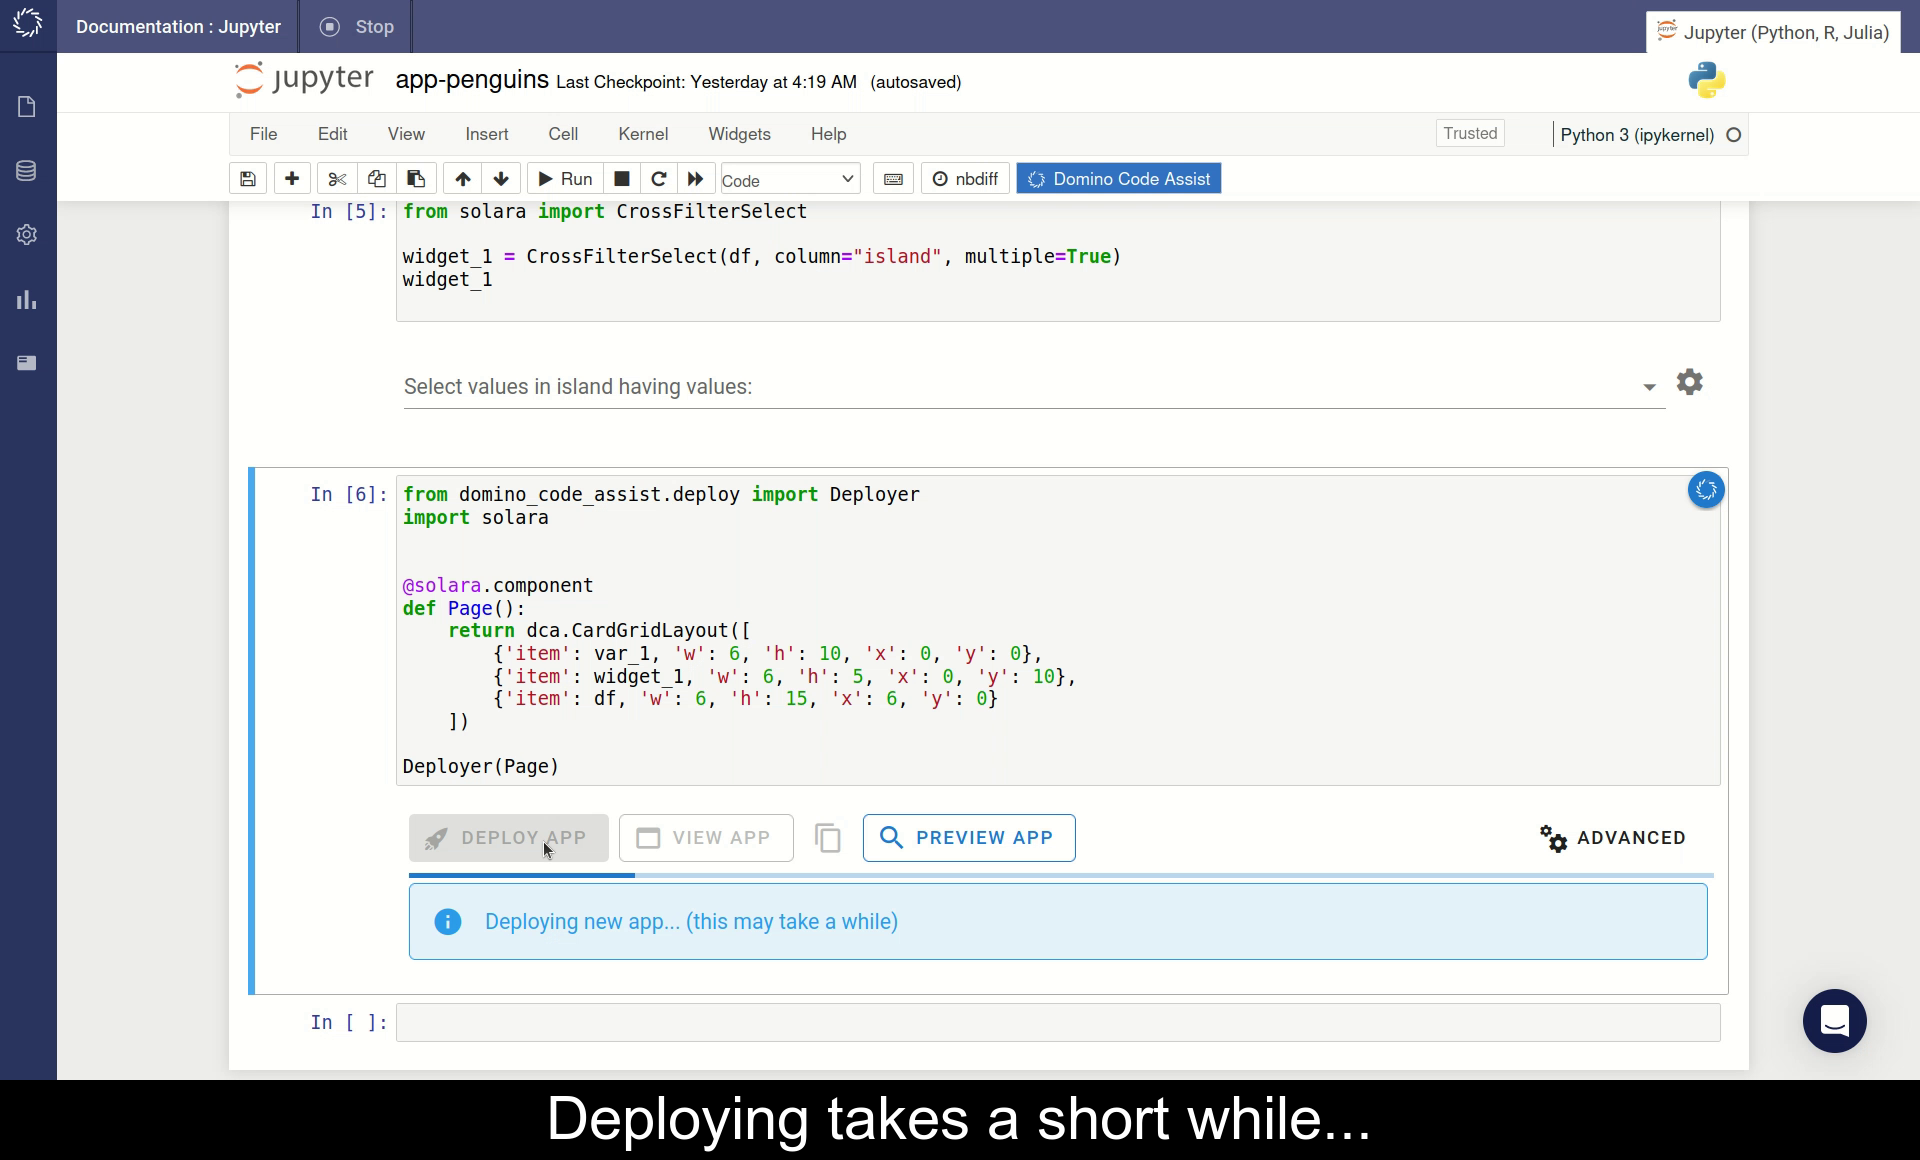 Documentation : Jupyter
Stop
Jupyter (Python, R, Julia)
jupyter app-penguins Last Checkpoint: Yesterday at 4:19 AM (autosaved)
File Edit View Insert Cell Kernel Widgets Help
Trusted
Python 3 (ipykernel)
Run
Code
nbdiff
Domino Code Assist
In [5]: from solara import CrossFilterSelect
widget_1 = CrossFilterSelect(df, column="island", multiple=True)
widget_1
Select values in island having values:
In [6]: from domino_code_assist.deploy import Deployer
import solara
@solara.component
def Page():
    return dca.CardGridLayout([
        {'item': var_1, 'w': 6, 'h': 10, 'x': 0, 'y': 0},
        {'item': widget_1, 'w': 6, 'h': 5, 'x': 0, 'y': 10},
        {'item': df, 'w': 6, 'h': 15, 'x': 6, 'y': 0}
    ])
Deployer(Page)
DEPLOY APP
VIEW APP
PREVIEW APP
ADVANCED
Deploying new app... (this may take a while)
In [ ]:
Deploying takes a short while...